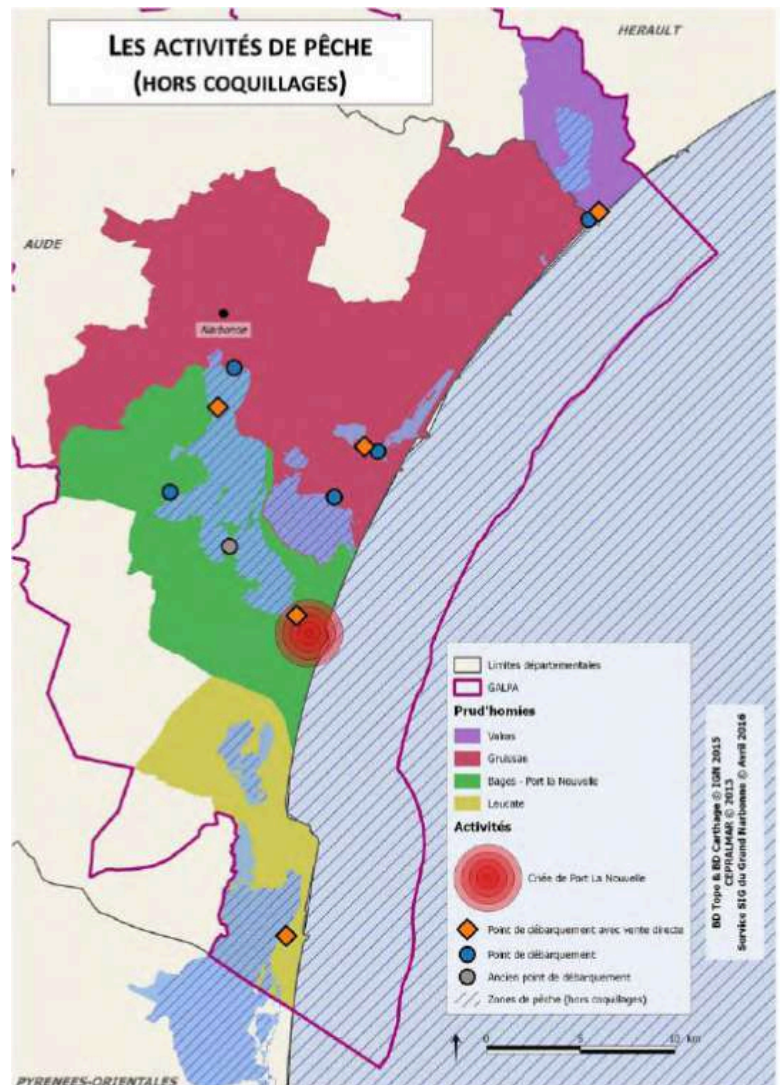 LES ACTIVITÉS DE PÊCHE
(HORS COQUILLAGES)
HERAULT
AUDE
Narbonne
Limites départementales
GALPA
Prud'homies
Valras
Gruissan
Bages - Port la Nouvelle
Leucate
Activités
Criée de Port La Nouvelle
Point de débarquement avec vente directe
Point de débarquement
Ancien point de débarquement
Zones de pêche (hors coquillages)
0 5 10 km
BD Topo & BD Carthage © IGN 2015
CEPRALMAR © 2013
Service SIG du Grand Narbonne © Avril 2016
PYRENEES-ORIENTALES